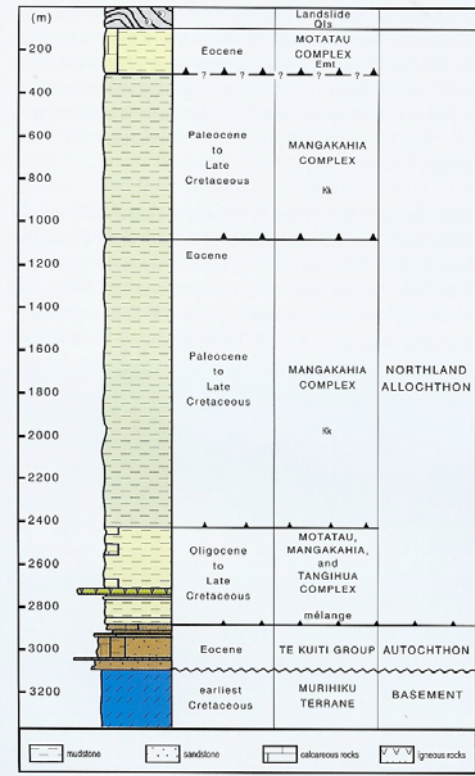 (m)
200
400
600
800
1000
1200
1400
1600
1800
2000
2200
2400
2600
2800
3000
3200
Landslide
Qls
Eocene
MOTATAU
COMPLEX
Emt
? ? ? ? ?
Paleocene
to
Late
Cretaceous
MANGAKAHIA
COMPLEX
Kk
Eocene
Paleocene
to
Late
Cretaceous
MANGAKAHIA
COMPLEX
Kk
NORTHLAND
ALLOCHTHON
Oligocene
to
Late
Cretaceous
MOTATAU,
MANGAKAHIA,
and
TANGIHUA
COMPLEX
mélange
Eocene
TE KUITI GROUP
AUTOCHTHON
earliest
Cretaceous
MURIHIKU
TERRANE
BASEMENT
mudstone
sandstone
calcareous rocks
igneous rocks